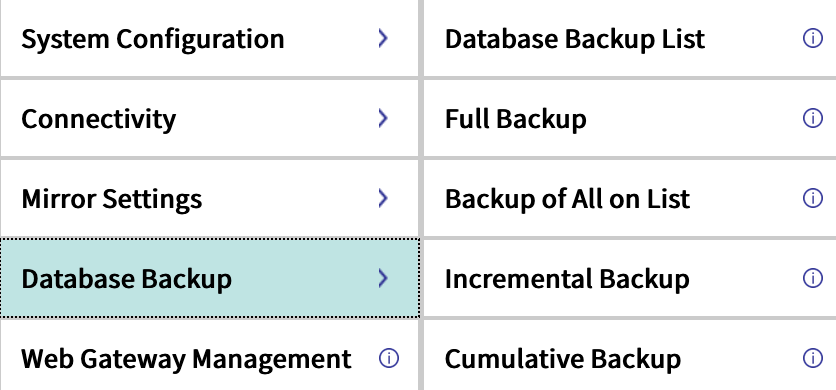 System Configuration
Connectivity
Mirror Settings
Database Backup
Web Gateway Management
Database Backup List
Full Backup
Backup of All on List
Incremental Backup
Cumulative Backup